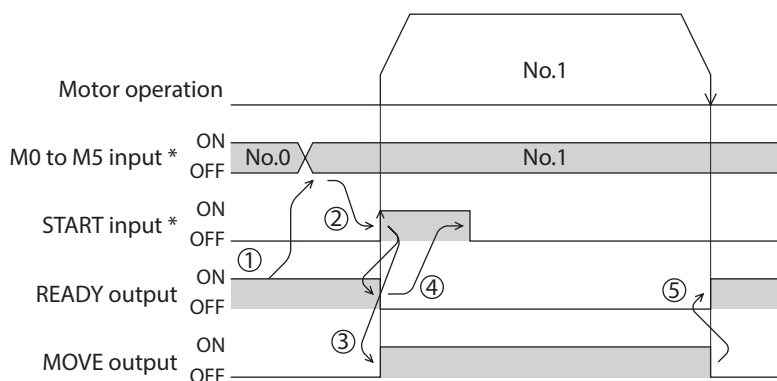 Motor operation
No.1
M0 to M5 input *
ON
OFF
No.0
No.1
START input *
ON
OFF
②
①
READY output
ON
OFF
④
⑤
③
MOVE output
ON
OFF